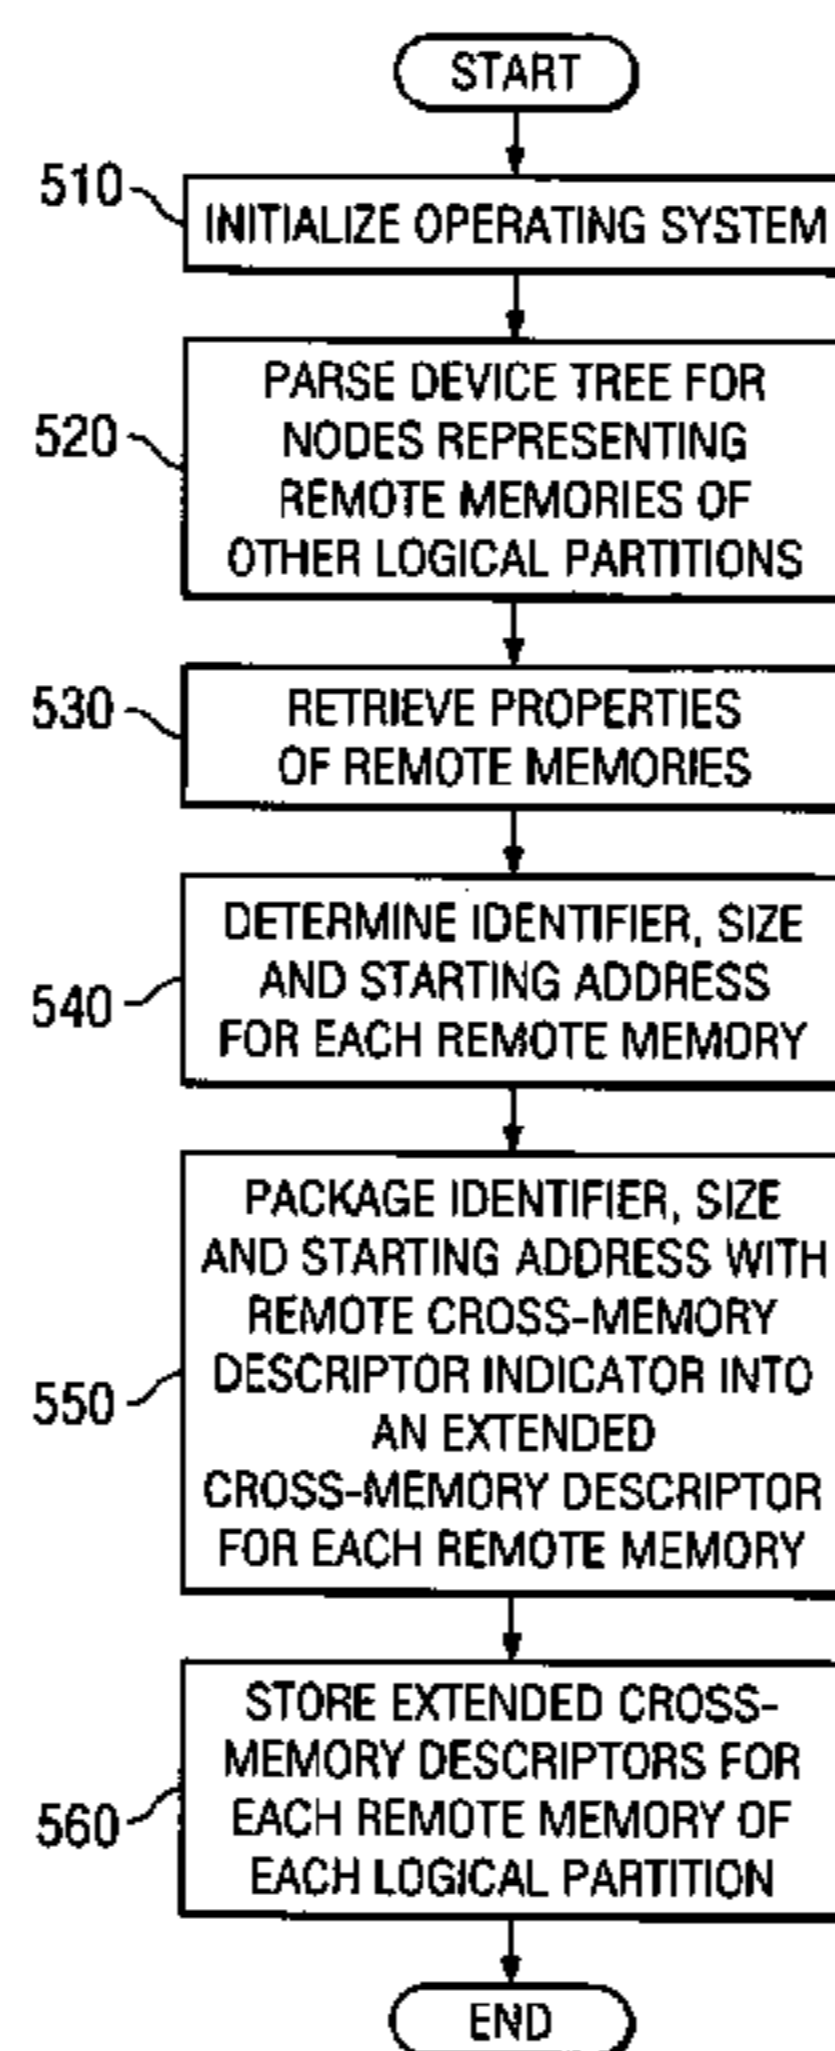 START
510
INITIALIZE OPERATING SYSTEM
520
PARSE DEVICE TREE FOR
NODES REPRESENTING
REMOTE MEMORIES OF
OTHER LOGICAL PARTITIONS
530
RETRIEVE PROPERTIES
OF REMOTE MEMORIES
540
DETERMINE IDENTIFIER, SIZE
AND STARTING ADDRESS
FOR EACH REMOTE MEMORY
550
PACKAGE IDENTIFIER, SIZE
AND STARTING ADDRESS WITH
REMOTE CROSS-MEMORY
DESCRIPTOR INDICATOR INTO
AN EXTENDED
CROSS-MEMORY DESCRIPTOR
FOR EACH REMOTE MEMORY
560
STORE EXTENDED CROSS-
MEMORY DESCRIPTORS FOR
EACH REMOTE MEMORY OF
EACH LOGICAL PARTITION
END